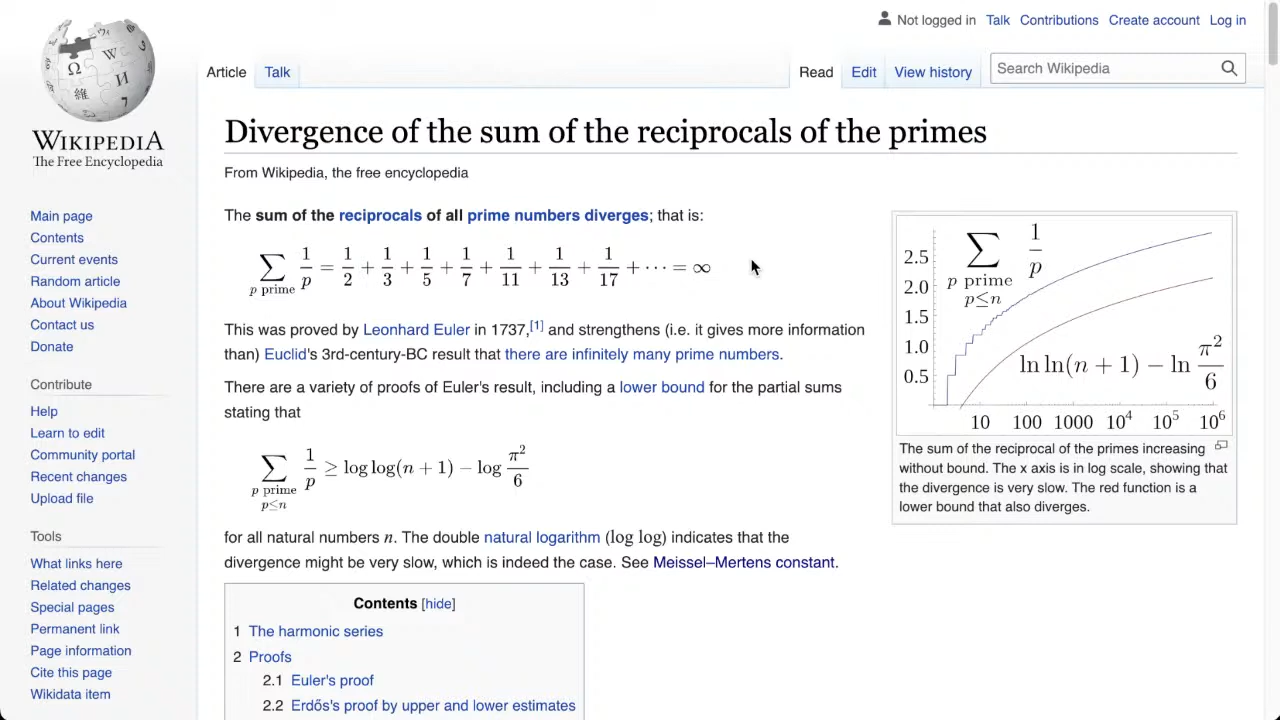 Not logged in Talk Contributions Create account Log in
Article Talk Read Edit View history Search Wikipedia
WIKIPEDIA
The Free Encyclopedia
Main page
Contents
Current events
Random article
About Wikipedia
Contact us
Donate
Contribute
Help
Learn to edit
Community portal
Recent changes
Upload file
Tools
What links here
Related changes
Special pages
Permanent link
Page information
Cite this page
Wikidata item
Divergence of the sum of the reciprocals of the primes
From Wikipedia, the free encyclopedia
The sum of the reciprocals of all prime numbers diverges; that is:
∑ p prime 1/p = 1/2 + 1/3 + 1/5 + 1/7 + 1/11 + 1/13 + 1/17 + ⋯ = ∞
This was proved by Leonhard Euler in 1737,[1] and strengthens (i.e. it gives more information
than) Euclid's 3rd-century-BC result that there are infinitely many prime numbers.
There are a variety of proofs of Euler's result, including a lower bound for the partial sums
stating that
∑ p prime p≤n 1/p ≥ log log(n + 1) − log π²/6
for all natural numbers n. The double natural logarithm (log log) indicates that the
divergence might be very slow, which is indeed the case. See Meissel–Mertens constant.
Contents [hide]
1 The harmonic series
2 Proofs
2.1 Euler's proof
2.2 Erdős's proof by upper and lower estimates
∑ p prime p≤n 1/p
ln ln(n + 1) − ln π²/6
2.5
2.0
1.5
1.0
0.5
10 100 1000 10⁴ 10⁵ 10⁶
The sum of the reciprocal of the primes increasing
without bound. The x axis is in log scale, showing that
the divergence is very slow. The red function is a
lower bound that also diverges.